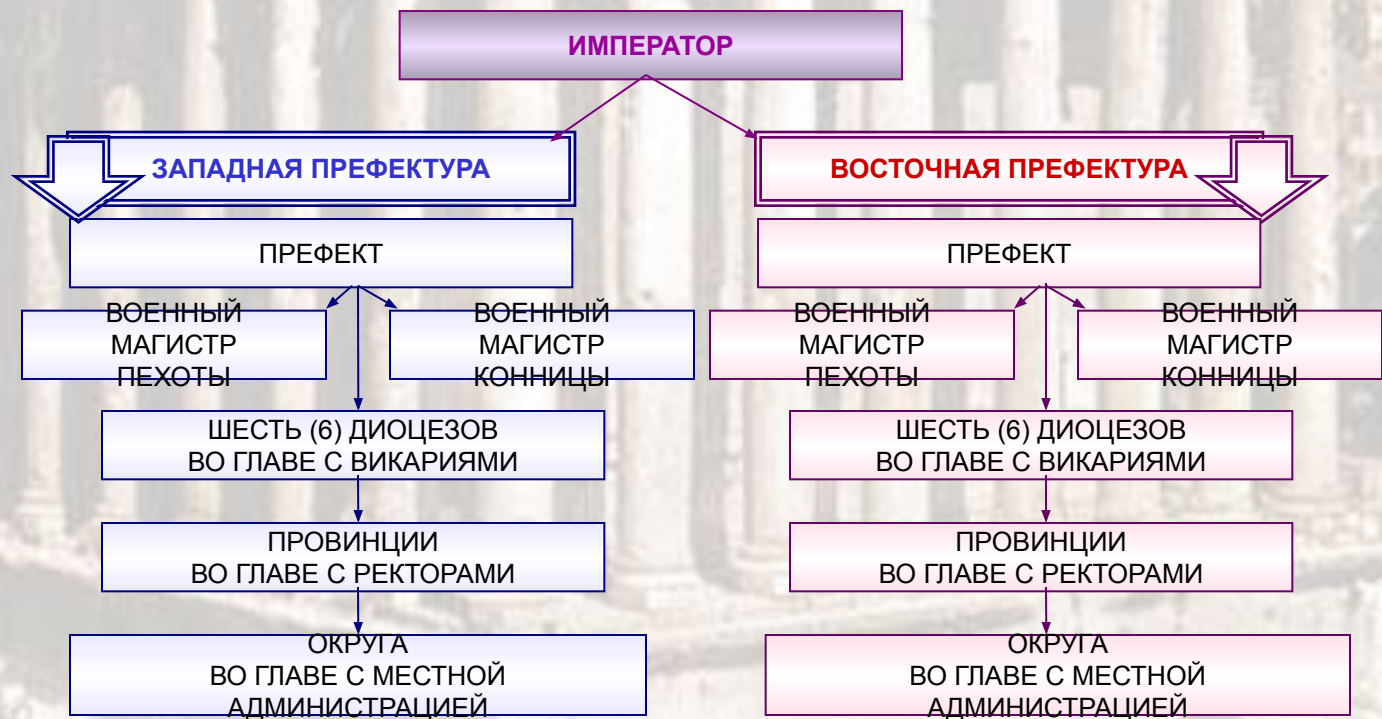 ИМПЕРАТОР
ЗАПАДНАЯ ПРЕФЕКТУРА
ВОСТОЧНАЯ ПРЕФЕКТУРА
ПРЕФЕКТ
ПРЕФЕКТ
ВОЕННЫЙ
МАГИСТР
ПЕХОТЫ
ВОЕННЫЙ
МАГИСТР
КОННИЦЫ
ВОЕННЫЙ
МАГИСТР
ПЕХОТЫ
ВОЕННЫЙ
МАГИСТР
КОННИЦЫ
ШЕСТЬ (6) ДИОЦЕЗОВ
ВО ГЛАВЕ С ВИКАРИЯМИ
ШЕСТЬ (6) ДИОЦЕЗОВ
ВО ГЛАВЕ С ВИКАРИЯМИ
ПРОВИНЦИИ
ВО ГЛАВЕ С РЕКТОРАМИ
ПРОВИНЦИИ
ВО ГЛАВЕ С РЕКТОРАМИ
ОКРУГА
ВО ГЛАВЕ С МЕСТНОЙ
АДМИНИСТРАЦИЕЙ
ОКРУГА
ВО ГЛАВЕ С МЕСТНОЙ
АДМИНИСТРАЦИЕЙ